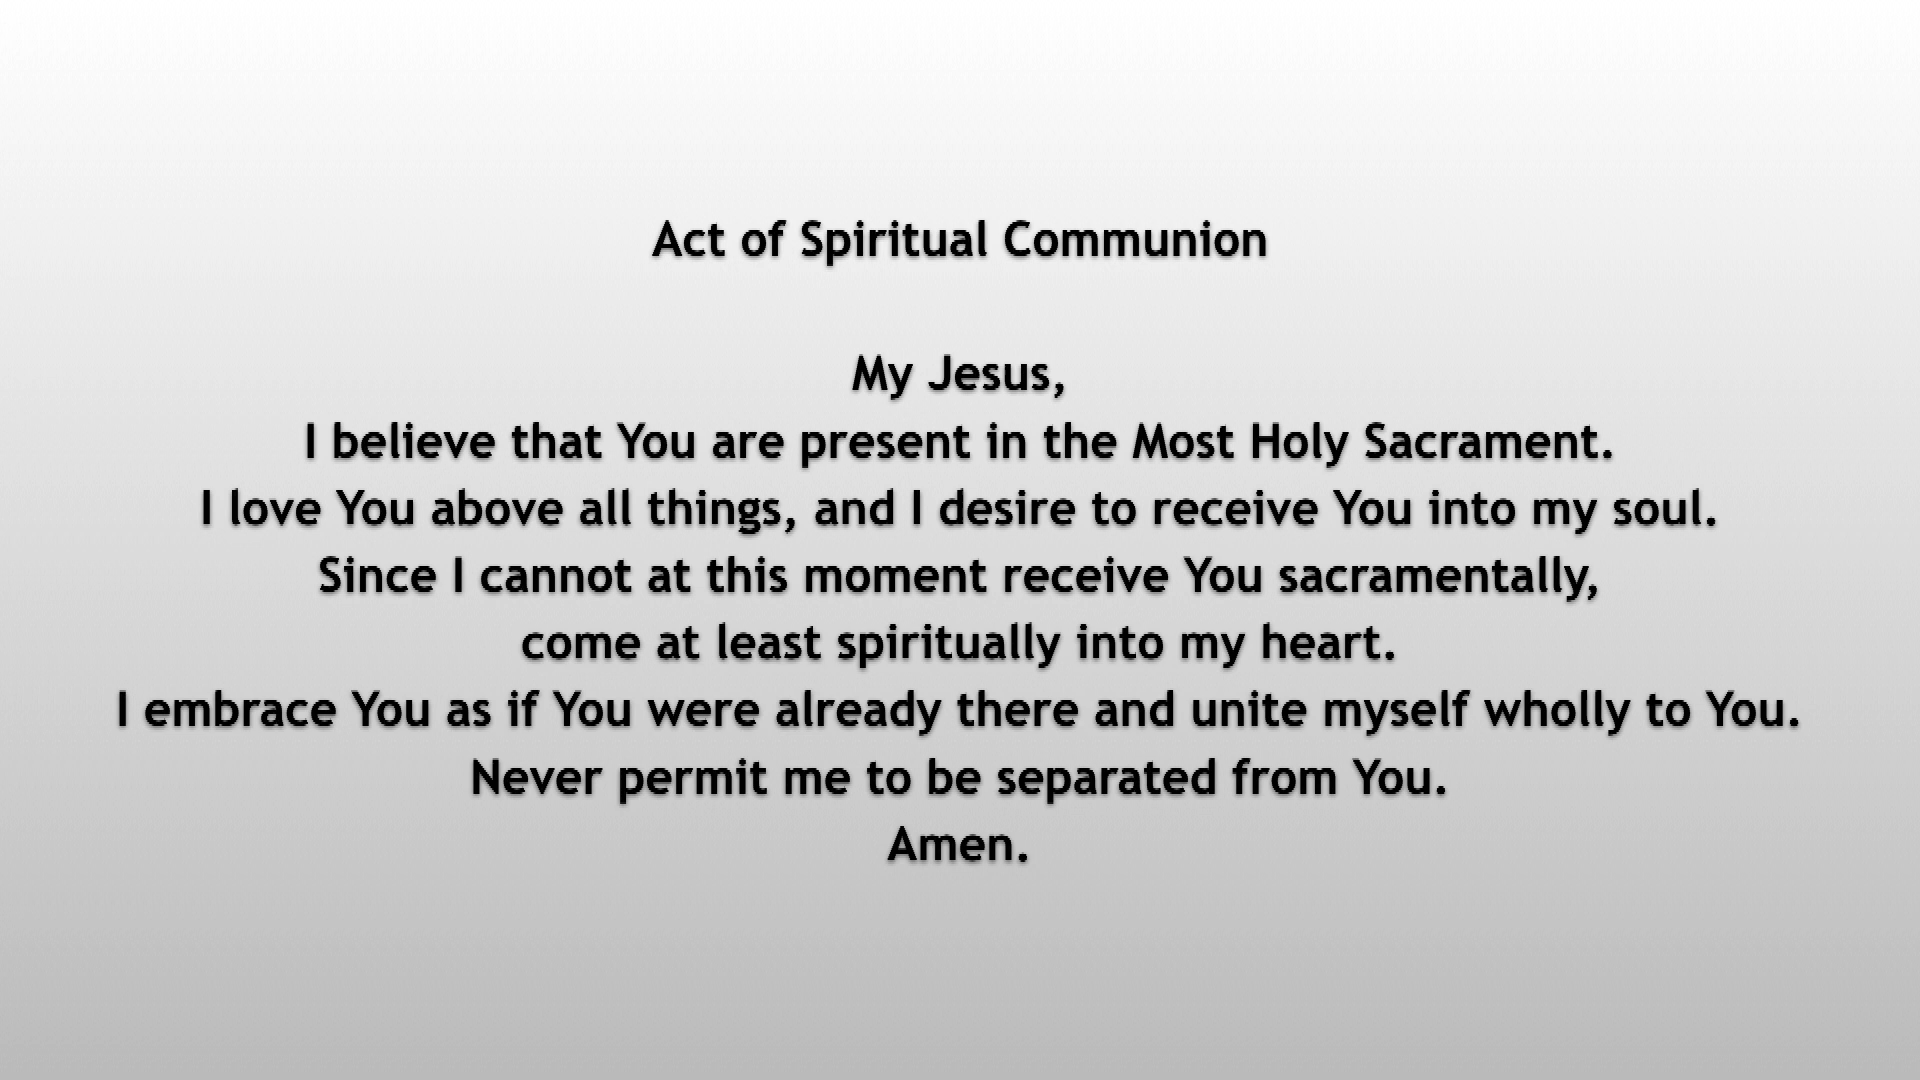 Act of Spiritual Communion
My Jesus,
I believe that You are present in the Most Holy Sacrament.
I love You above all things, and I desire to receive You into my soul.
Since I cannot at this moment receive You sacramentally,
come at least spiritually into my heart.
I embrace You as if You were already there and unite myself wholly to You.
Never permit me to be separated from You.
Amen.